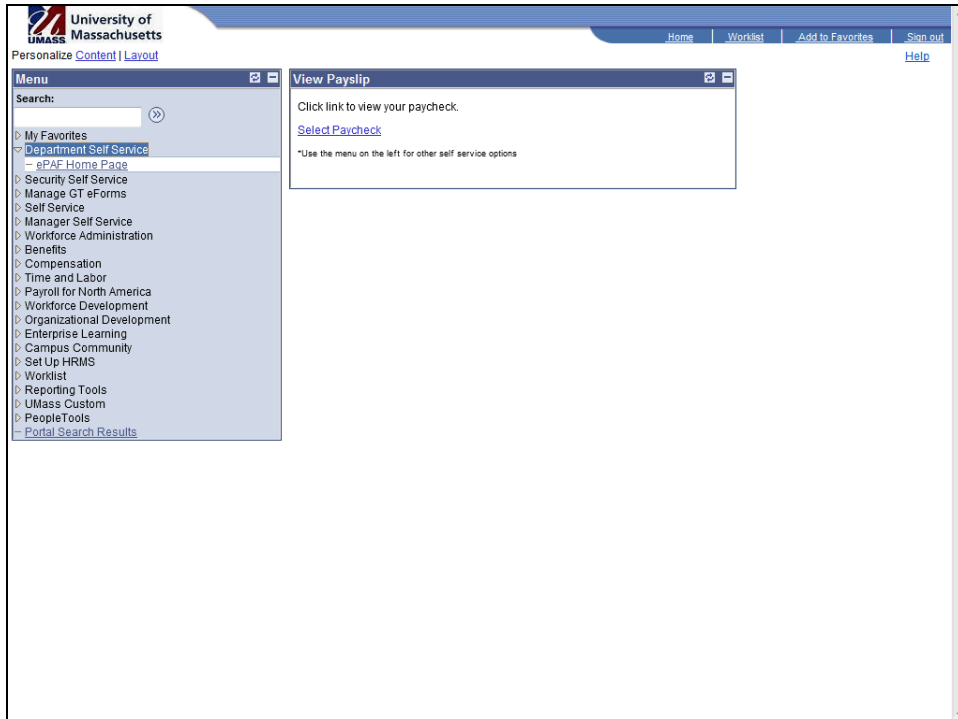 University of
Massachusetts
UMASS
Home Worklist Add to Favorites Sign out
Personalize Content | Layout
Help
Menu
Search:
My Favorites
Department Self Service
ePAF Home Page
Security Self Service
Manage GT eForms
Self Service
Manager Self Service
Workforce Administration
Benefits
Compensation
Time and Labor
Payroll for North America
Workforce Development
Organizational Development
Enterprise Learning
Campus Community
Set Up HRMS
Worklist
Reporting Tools
UMass Custom
PeopleTools
Portal Search Results
View Payslip
Click link to view your paycheck.
Select Paycheck
*Use the menu on the left for other self service options